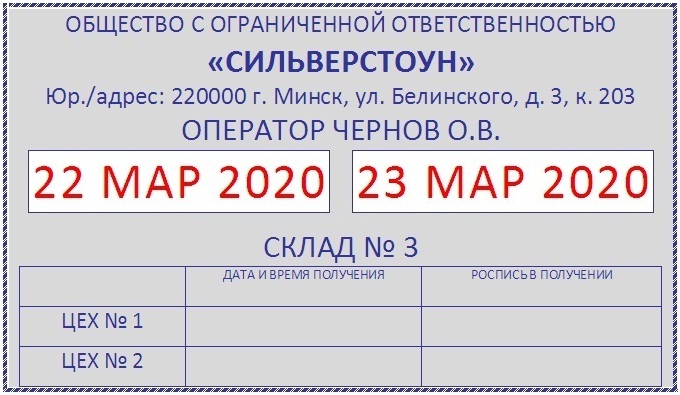 ОБЩЕСТВО С ОГРАНИЧЕННОЙ ОТВЕТСТВЕННОСТЬЮ
«СИЛЬВЕРСТОУН»
Юр./адрес: 220000 г. Минск, ул. Белинского, д. 3, к. 203
ОПЕРАТОР ЧЕРНОВ О.В.
22 МАР 2020 23 МАР 2020
СКЛАД № 3
ДАТА И ВРЕМЯ ПОЛУЧЕНИЯ РОСПИСЬ В ПОЛУЧЕНИИ
ЦЕХ № 1
ЦЕХ № 2